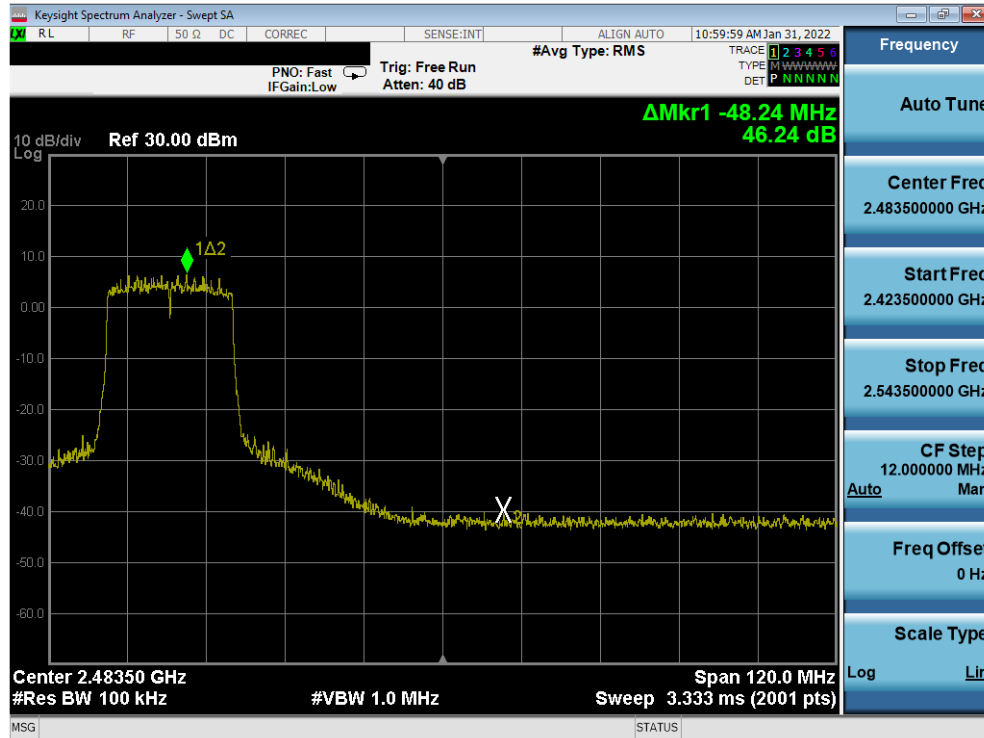 Keysight Spectrum Analyzer - Swept SA
LXI RL RF 50 Ω DC CORREC SENSE:INT ALIGN AUTO 10:59:59 AM Jan 31, 2022
#Avg Type: RMS
TRACE 1 2 3 4 5 6
TYPE M WWWWW
DET P N N N N N
PNO: Fast
IFGain:Low
Trig: Free Run
Atten: 40 dB
ΔMkr1 -48.24 MHz
46.24 dB
10 dB/div
Log
Ref 30.00 dBm
20.0
10.0
0.00
-10.0
-20.0
-30.0
-40.0
-50.0
-60.0
1Δ2
X2
Center 2.48350 GHz
Span 120.0 MHz
#Res BW 100 kHz
#VBW 1.0 MHz
Sweep 3.333 ms (2001 pts)
MSG
STATUS
Frequency
Auto Tune
Center Freq
2.483500000 GHz
Start Freq
2.423500000 GHz
Stop Freq
2.543500000 GHz
CF Step
12.000000 MHz
Auto Man
Freq Offset
0 Hz
Scale Type
Log Lin